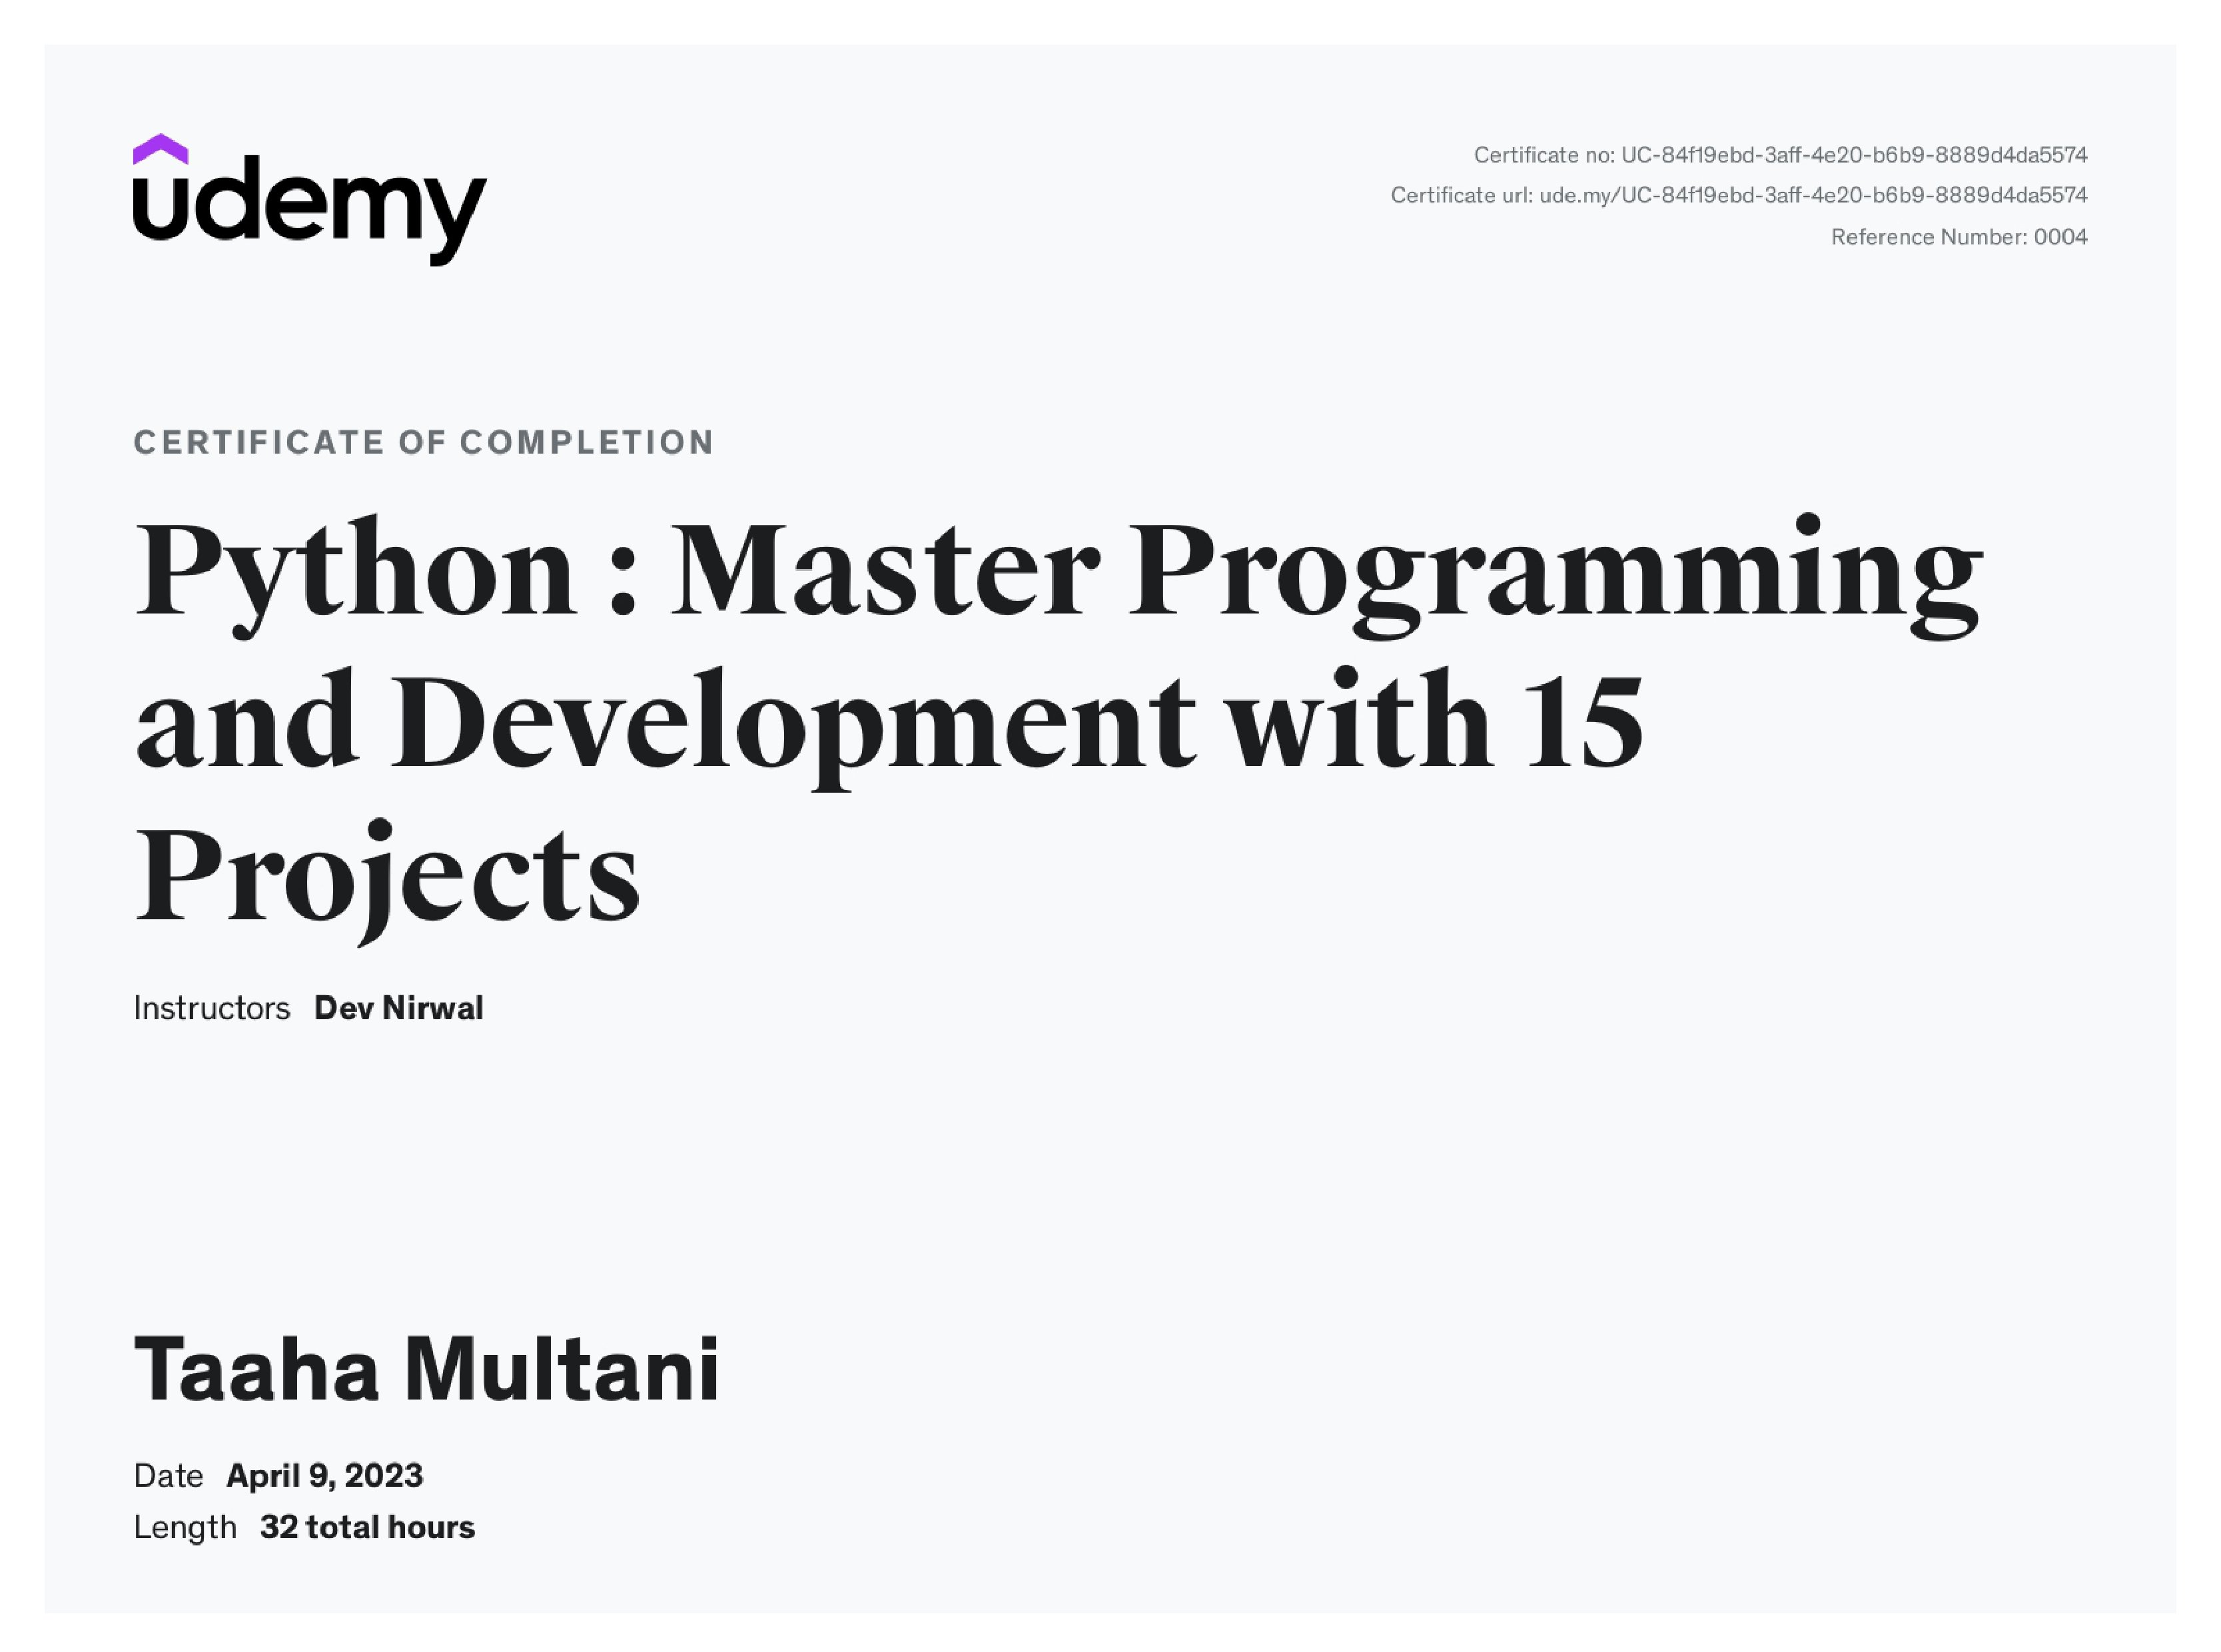 udemy
Certificate no: UC-84f19ebd-3aff-4e20-b6b9-8889d4da5574
Certificate url: ude.my/UC-84f19ebd-3aff-4e20-b6b9-8889d4da5574
Reference Number: 0004
CERTIFICATE OF COMPLETION
Python : Master Programming
and Development with 15
Projects
Instructors Dev Nirwal
Taaha Multani
Date April 9, 2023
Length 32 total hours